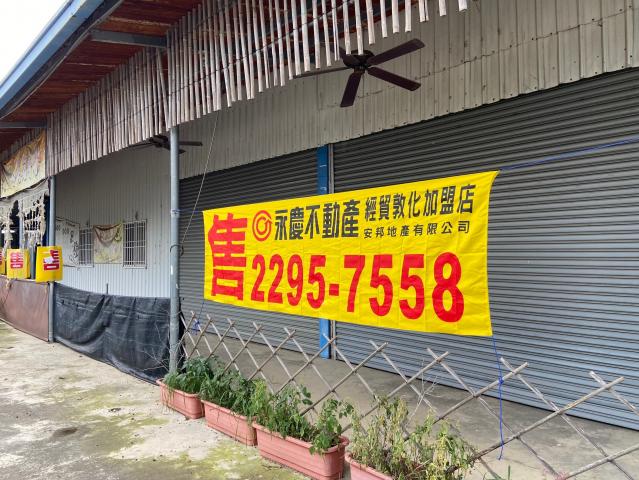 售
永慶不動產
經貿敦化加盟店
安邦地產有限公司
2295-7558
售